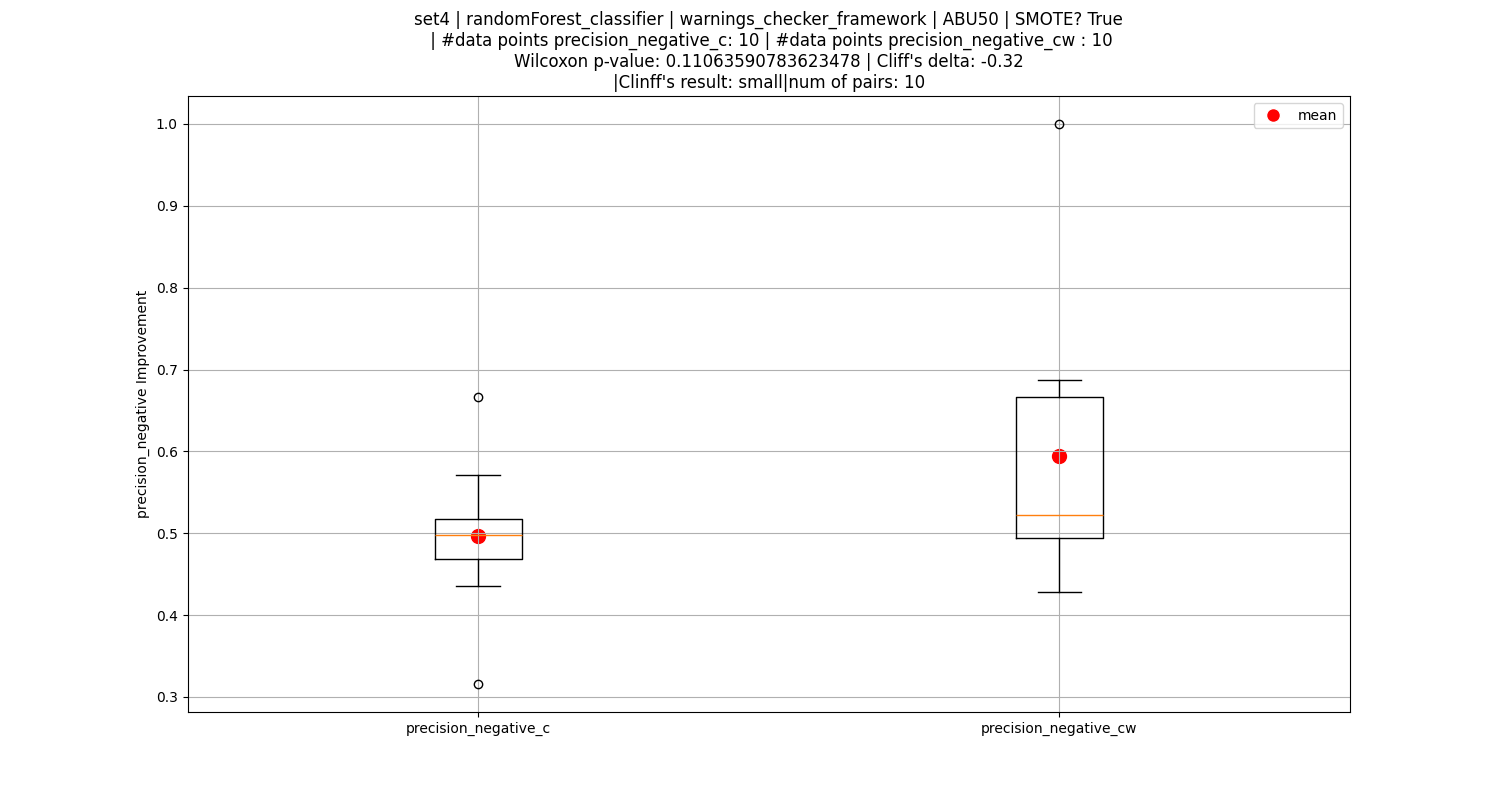 set4 | randomForest_classifier | warnings_checker_framework | ABU50 | SMOTE? True
| #data points precision_negative_c: 10 | #data points precision_negative_cw : 10
Wilcoxon p-value: 0.11063590783623478 | Cliff's delta: -0.32
|Clinff's result: small|num of pairs: 10
mean
1.0
0.9
0.8
0.7
0.6
0.5
0.4
0.3
precision_negative Improvement
precision_negative_c
precision_negative_cw